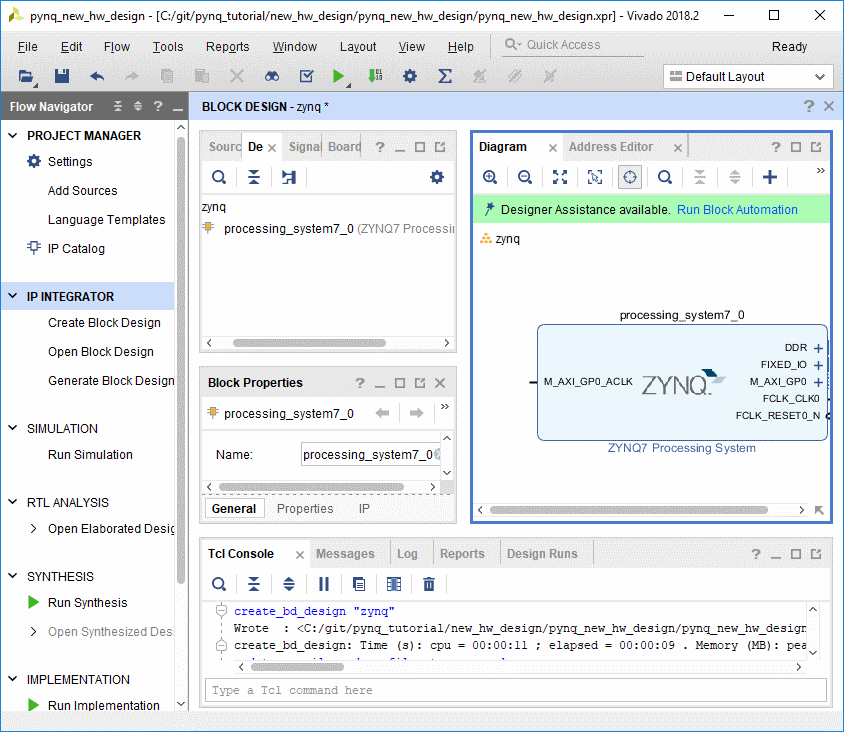 pynq_new_hw_design - [C:/git/pynq_tutorial/new_hw_design/pynq_new_hw_design/pynq_new_hw_design.xpr] - Vivado 2018.2
File Edit Flow Tools Reports Window Layout View Help Quick Access Ready
Default Layout
Flow Navigator
PROJECT MANAGER
Settings
Add Sources
Language Templates
IP Catalog
IP INTEGRATOR
Create Block Design
Open Block Design
Generate Block Design
SIMULATION
Run Simulation
RTL ANALYSIS
Open Elaborated Desig
SYNTHESIS
Run Synthesis
Open Synthesized Des
IMPLEMENTATION
Run Implementation
BLOCK DESIGN - zynq *
Sourc De Signal Board
zynq
processing_system7_0 (ZYNQ7 Processi
Block Properties
processing_system7_0
Name: processing_system7_0
General Properties IP
Diagram Address Editor
Designer Assistance available. Run Block Automation
zynq
processing_system7_0
DDR
FIXED_IO
M_AXI_GP0_ACLK ZYNQ M_AXI_GP0
FCLK_CLK0
FCLK_RESET0_N
ZYNQ7 Processing System
Tcl Console Messages Log Reports Design Runs
create_bd_design "zynq"
Wrote : <C:/git/pynq_tutorial/new_hw_design/pynq_new_hw_design/pynq_new_hw_design
create_bd_design: Time (s): cpu = 00:00:11 ; elapsed = 00:00:09 . Memory (MB): pea
Type a Tcl command here